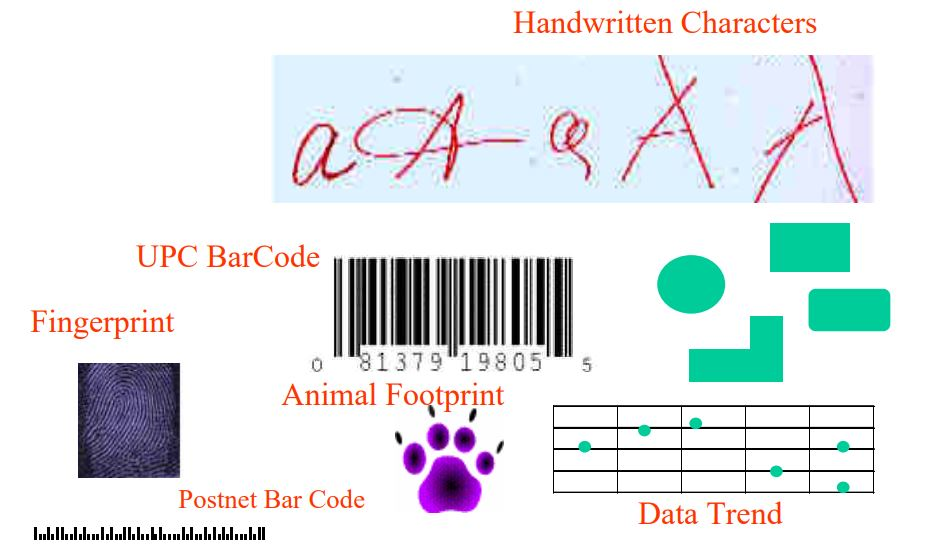 Handwritten Characters
a A a A A
UPC BarCode
Fingerprint
0 81379 19805 5
Animal Footprint
Postnet Bar Code
Data Trend